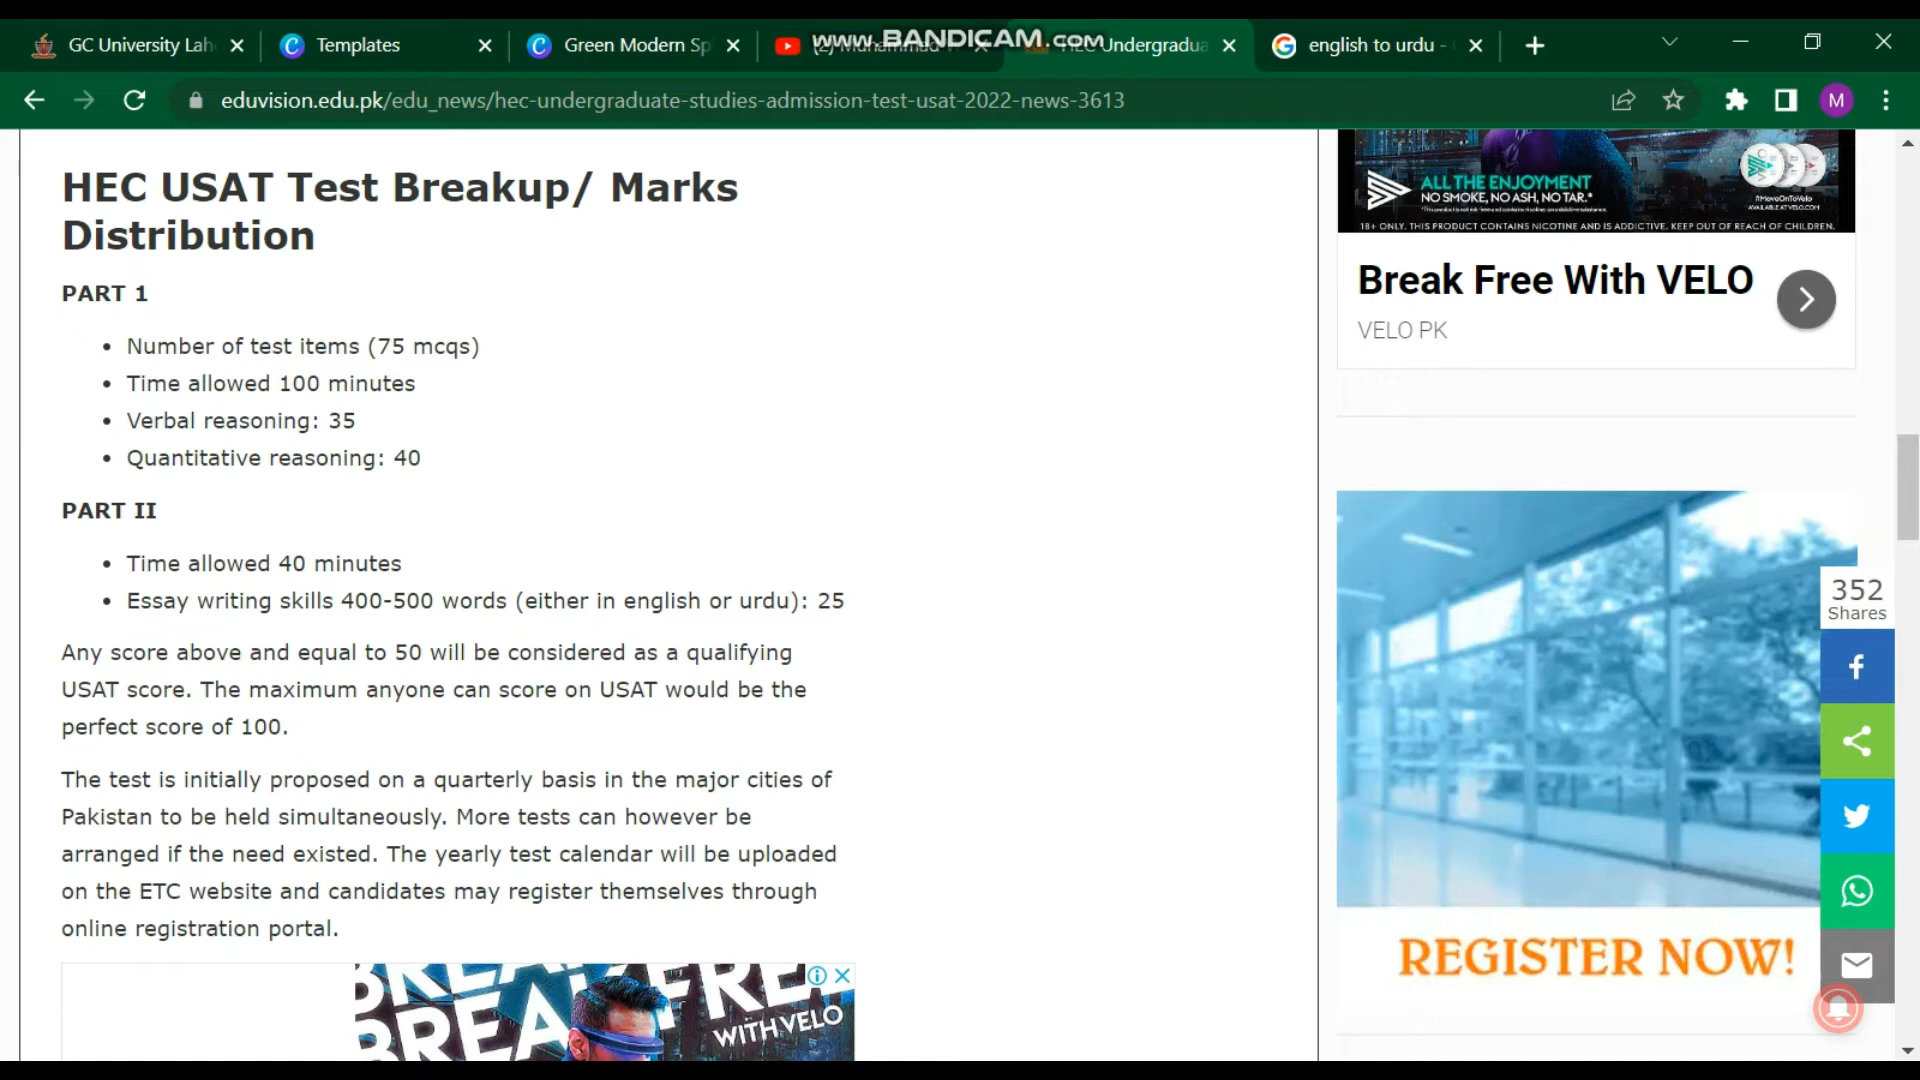 GC University Lah
Templates
Green Modern Sp
www.BANDICAM.com
HEC Undergradua
english to urdu -
eduvision.edu.pk/edu_news/hec-undergraduate-studies-admission-test-usat-2022-news-3613
M
HEC USAT Test Breakup/ Marks
Distribution
PART 1
• Number of test items (75 mcqs)
• Time allowed 100 minutes
• Verbal reasoning: 35
• Quantitative reasoning: 40
PART II
• Time allowed 40 minutes
• Essay writing skills 400-500 words (either in english or urdu): 25
Any score above and equal to 50 will be considered as a qualifying
USAT score. The maximum anyone can score on USAT would be the
perfect score of 100.
The test is initially proposed on a quarterly basis in the major cities of
Pakistan to be held simultaneously. More tests can however be
arranged if the need existed. The yearly test calendar will be uploaded
on the ETC website and candidates may register themselves through
online registration portal.
BREAK FREE
WITH VELO
ALL THE ENJOYMENT
NO SMOKE, NO ASH, NO TAR.*
#MoveOnToVelo
AVAILABLE AT VELO.COM
18+ ONLY. THIS PRODUCT CONTAINS NICOTINE AND IS ADDICTIVE. KEEP OUT OF REACH OF CHILDREN.
Break Free With VELO
VELO PK
352
Shares
REGISTER NOW!